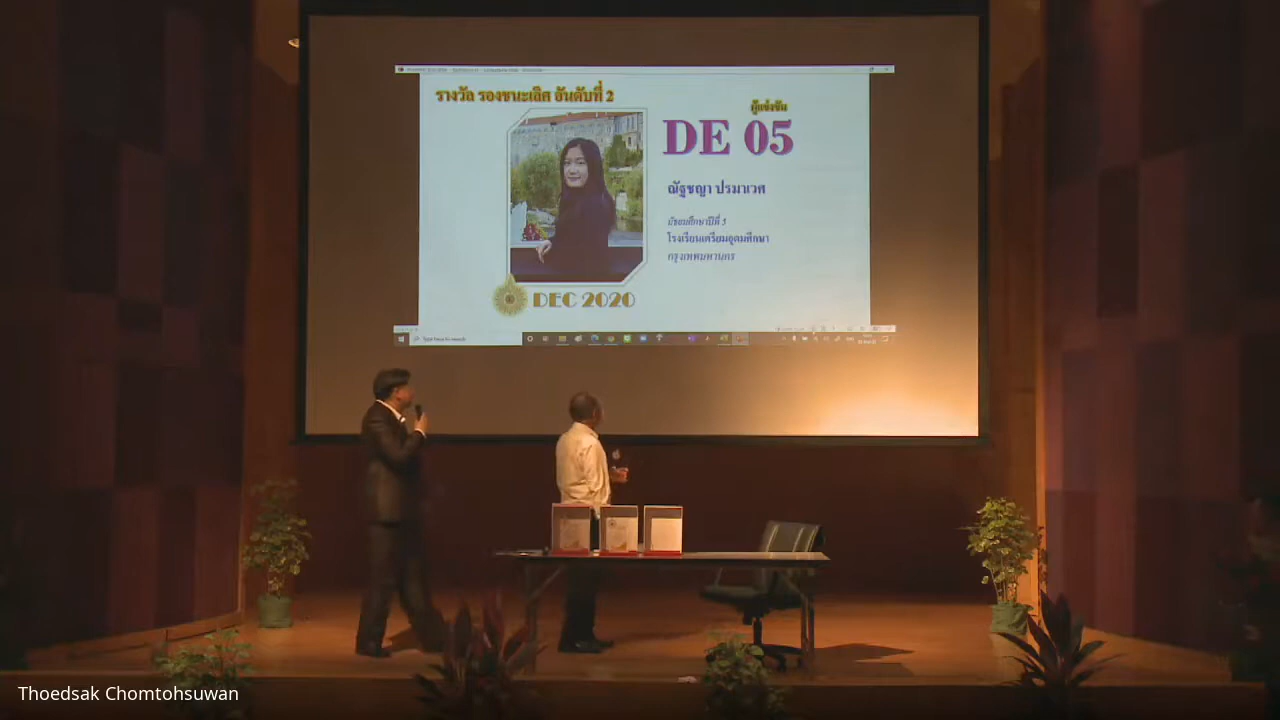 รางวัล รองชนะเลิศ อันดับที่ 2
ผู้แข่งขัน
DE 05
ณัฐชญา ปรมาเวศ
มัธยมศึกษาปีที่ 5
โรงเรียนเตรียมอุดมศึกษา
กรุงเทพมหานคร
DEC 2020
Type here to search
Thoedsak Chomtohsuwan